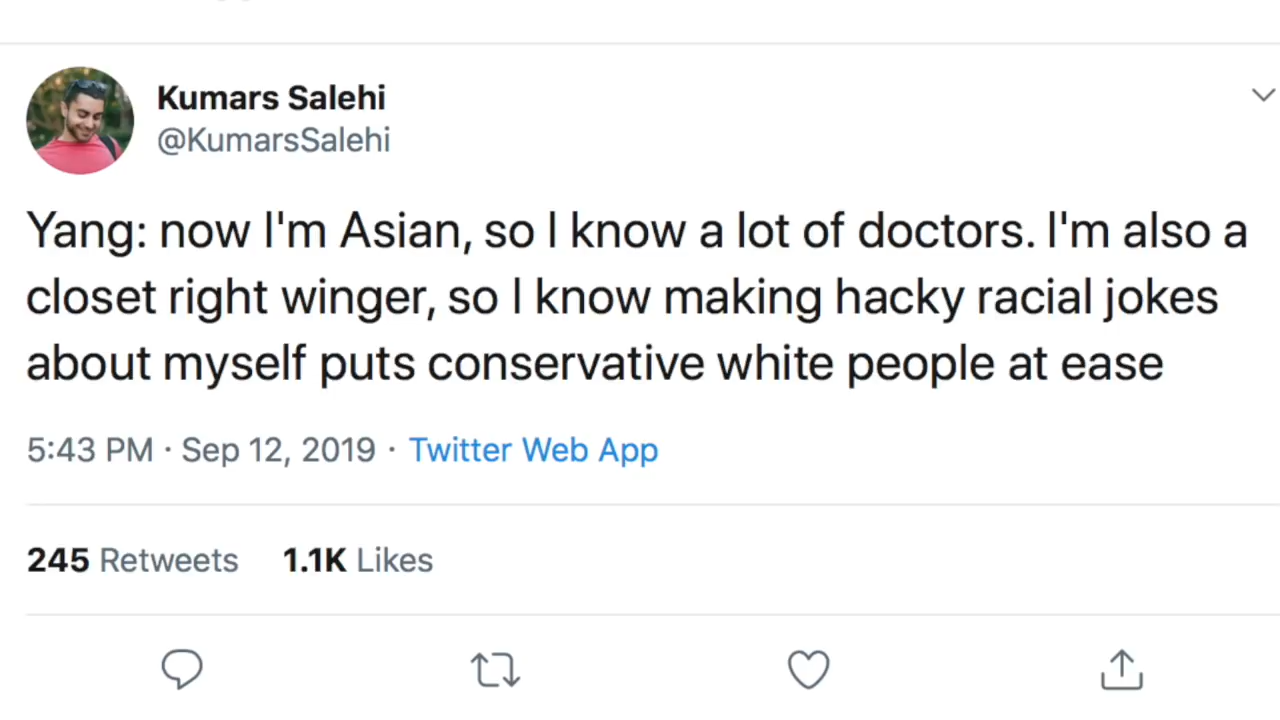 Kumars Salehi
@KumarsSalehi
Yang: now I'm Asian, so I know a lot of doctors. I'm also a
closet right winger, so I know making hacky racial jokes
about myself puts conservative white people at ease
5:43 PM · Sep 12, 2019 · Twitter Web App
245 Retweets 1.1K Likes